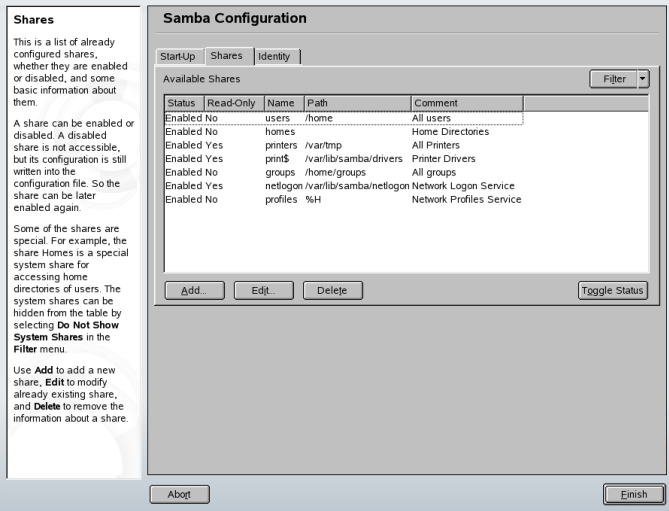 Shares
This is a list of already
configured shares,
whether they are enabled
or disabled, and some
basic information about
them.
A share can be enabled or
disabled. A disabled
share is not accessible,
but its configuration is still
written into the
configuration file. So the
share can be later
enabled again.
Some of the shares are
special. For example, the
share Homes is a special
system share for
accessing home
directories of users. The
system shares can be
hidden from the table by
selecting Do Not Show
System Shares in the
Filter menu.
Use Add to add a new
share, Edit to modify
already existing share,
and Delete to remove the
information about a share.
Samba Configuration
Start-Up Shares Identity
Available Shares Filter
Status Read-Only Name Path Comment
Enabled No users /home All users
Enabled No homes Home Directories
Enabled Yes printers /var/tmp All Printers
Enabled Yes print$ /var/lib/samba/drivers Printer Drivers
Enabled No groups /home/groups All groups
Enabled Yes netlogon /var/lib/samba/netlogon Network Logon Service
Enabled No profiles %H Network Profiles Service
Add... Edit... Delete Toggle Status
Abort Finish